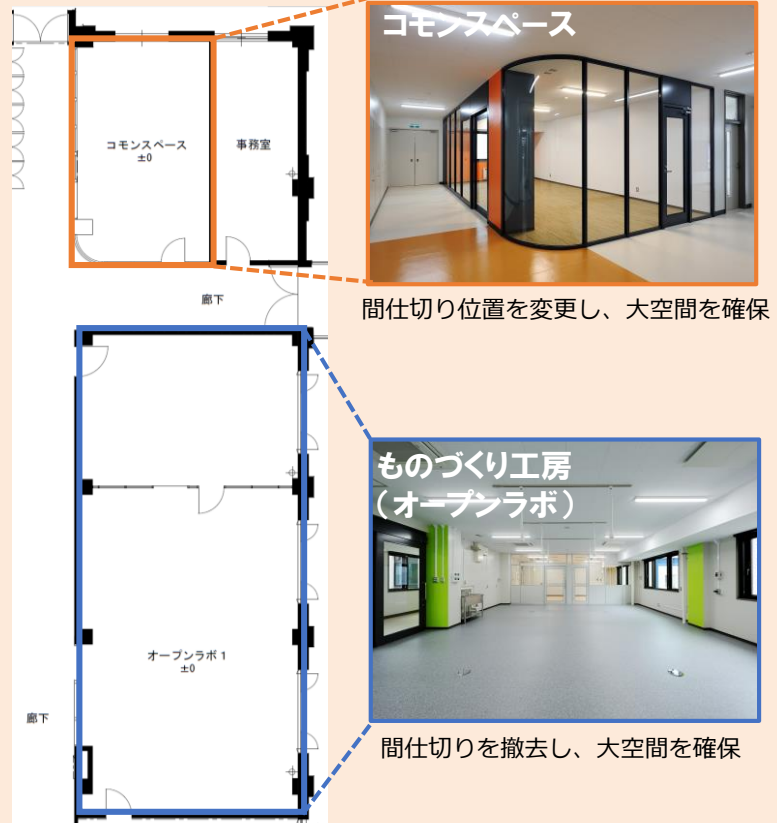 コモンスペース
±0
事務室
コモンスペース
間仕切り位置を変更し、大空間を確保
廊下
ものづくり工房
（オープンラボ）
オープンラボ1
±0
廊下
間仕切りを撤去し、大空間を確保